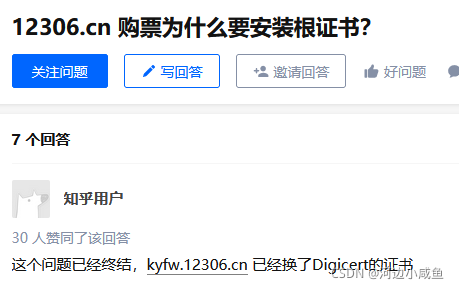 12306.cn 购票为什么要安装根证书？
关注问题 写回答 邀请回答 好问题
7 个回答
知乎用户
30 人赞同了该回答
这个问题已经终结，kyfw.12306.cn 已经换了Digicert的证书
CSDN @河边小咸鱼